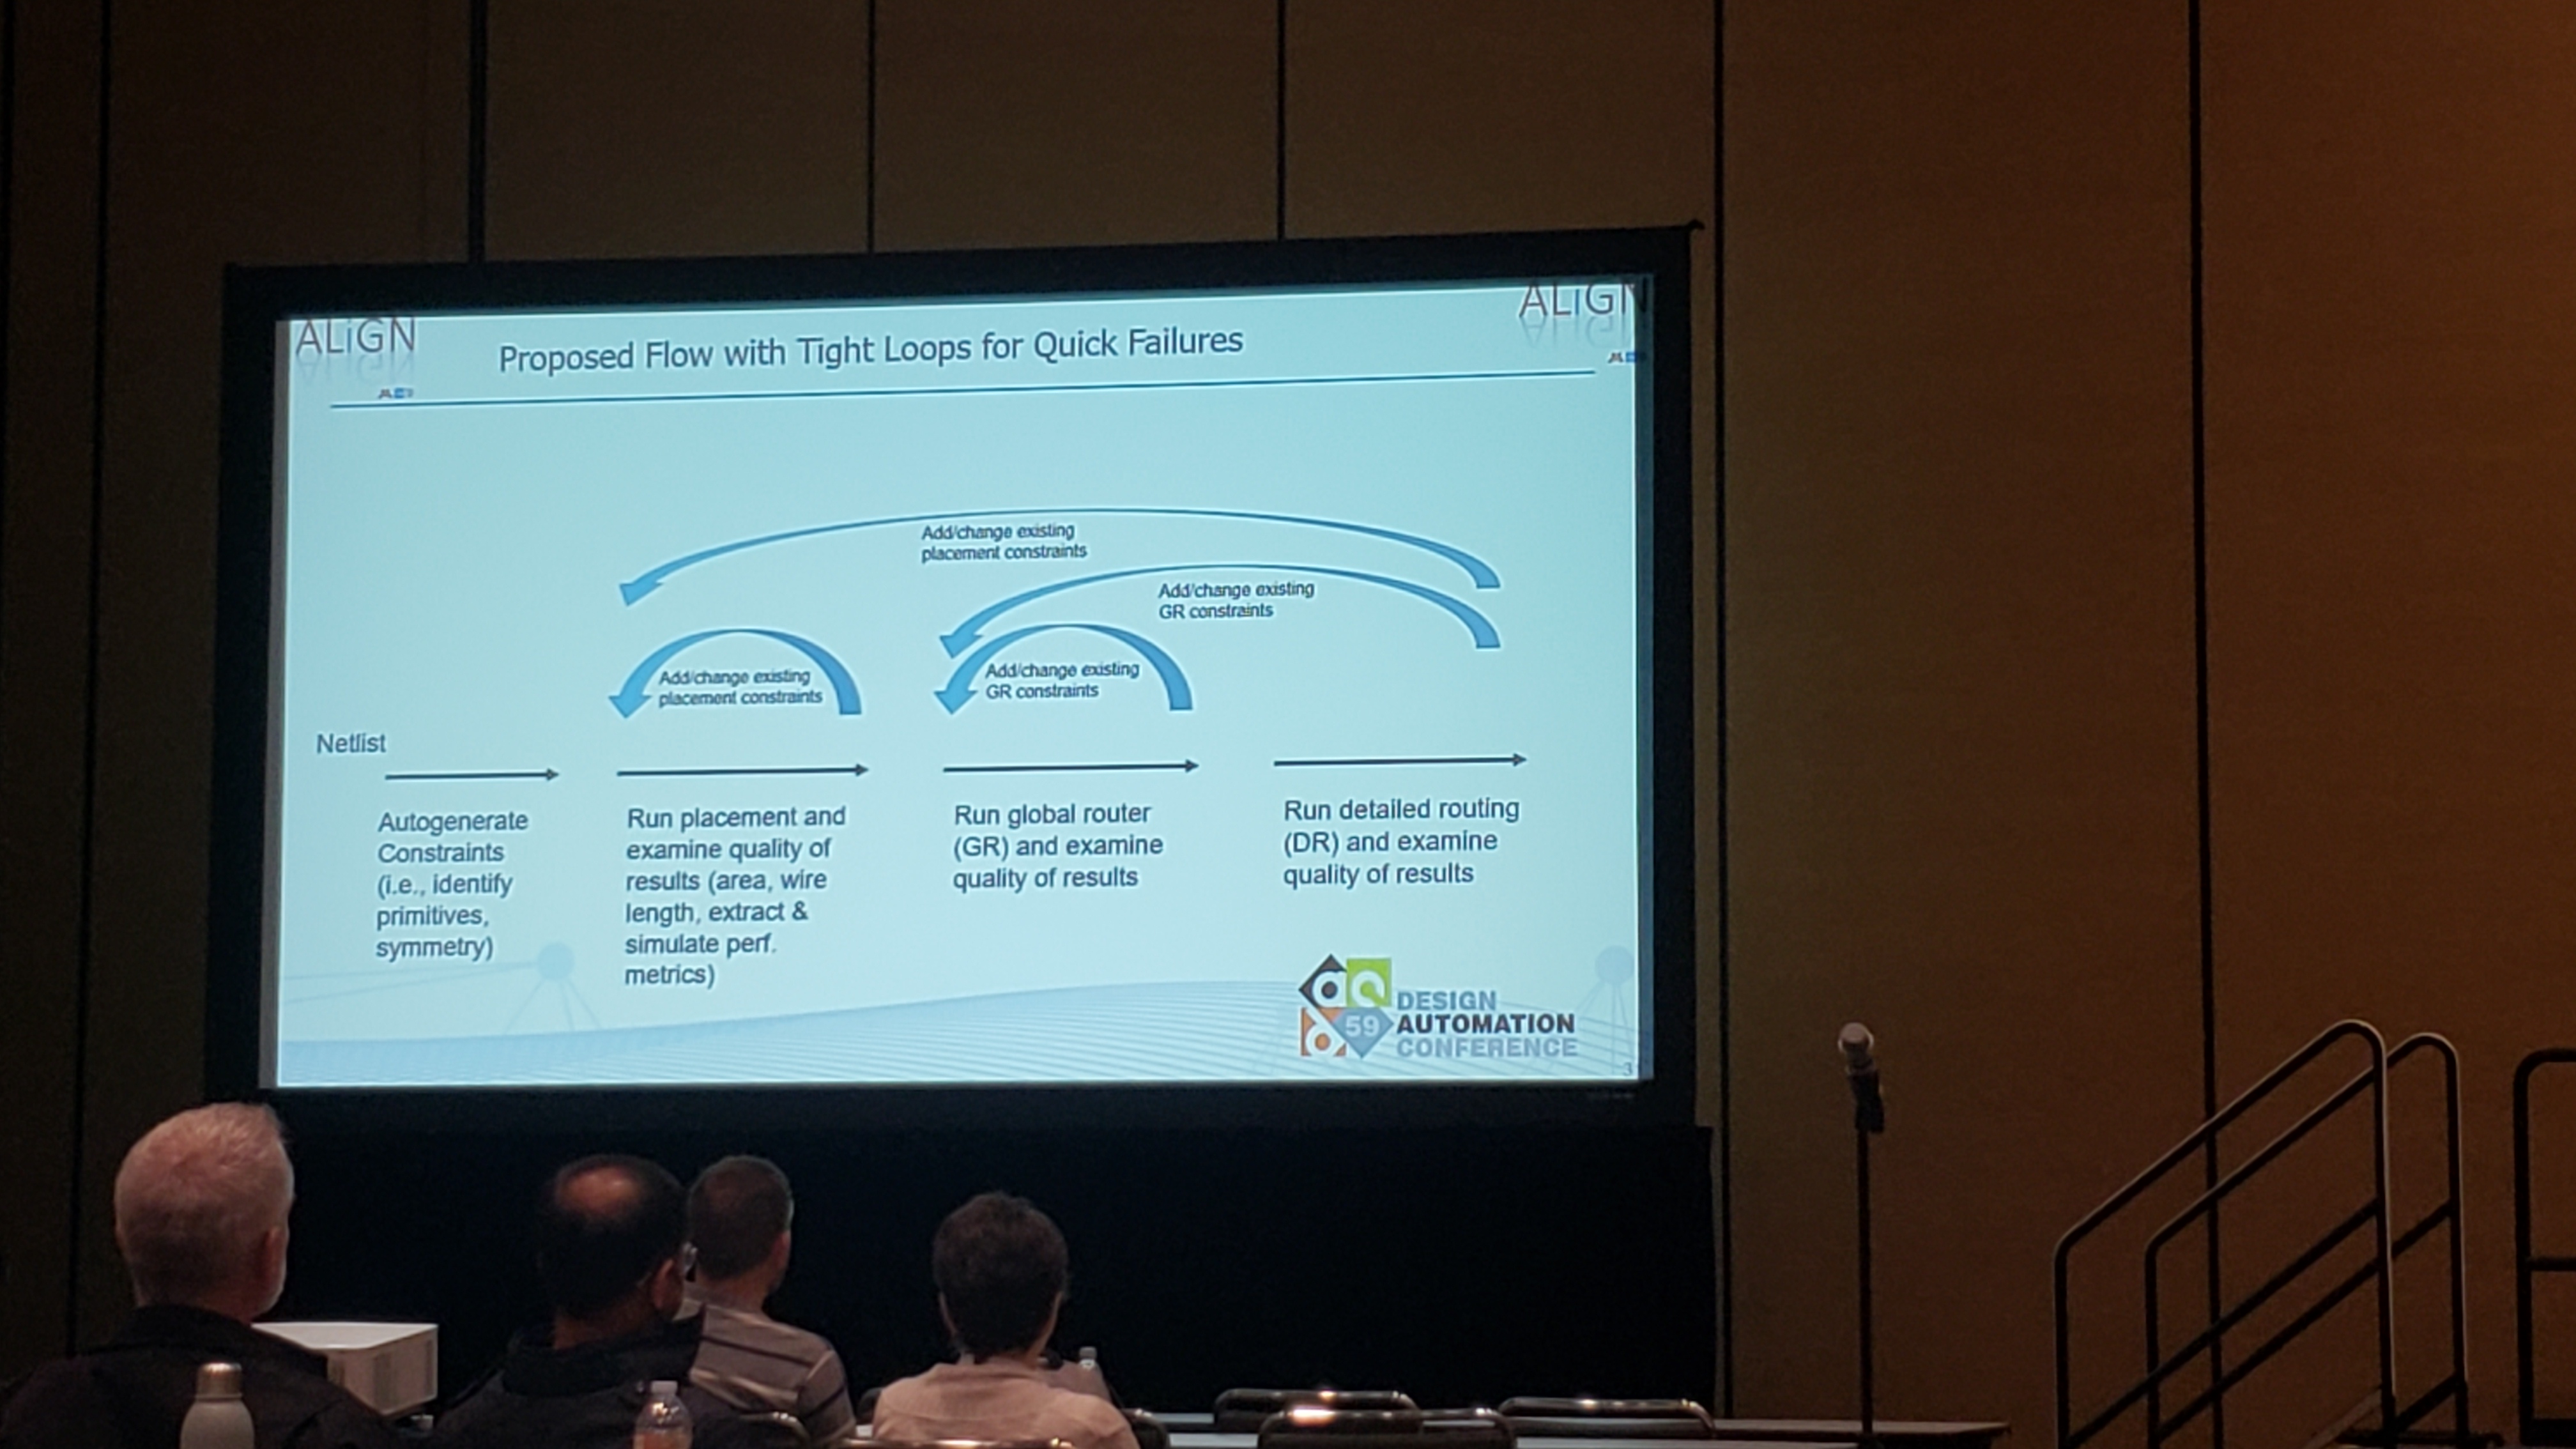 ALiGN
ALiGN
Proposed Flow with Tight Loops for Quick Failures
Add/change existing
placement constraints
Add/change existing
GR constraints
Add/change existing
placement constraints
Add/change existing
GR constraints
Netlist
Autogenerate
Constraints
(i.e., identify
primitives,
symmetry)
Run placement and
examine quality of
results (area, wire
length, extract &
simulate perf.
metrics)
Run global router
(GR) and examine
quality of results
Run detailed routing
(DR) and examine
quality of results
59
DESIGN
AUTOMATION
CONFERENCE
3